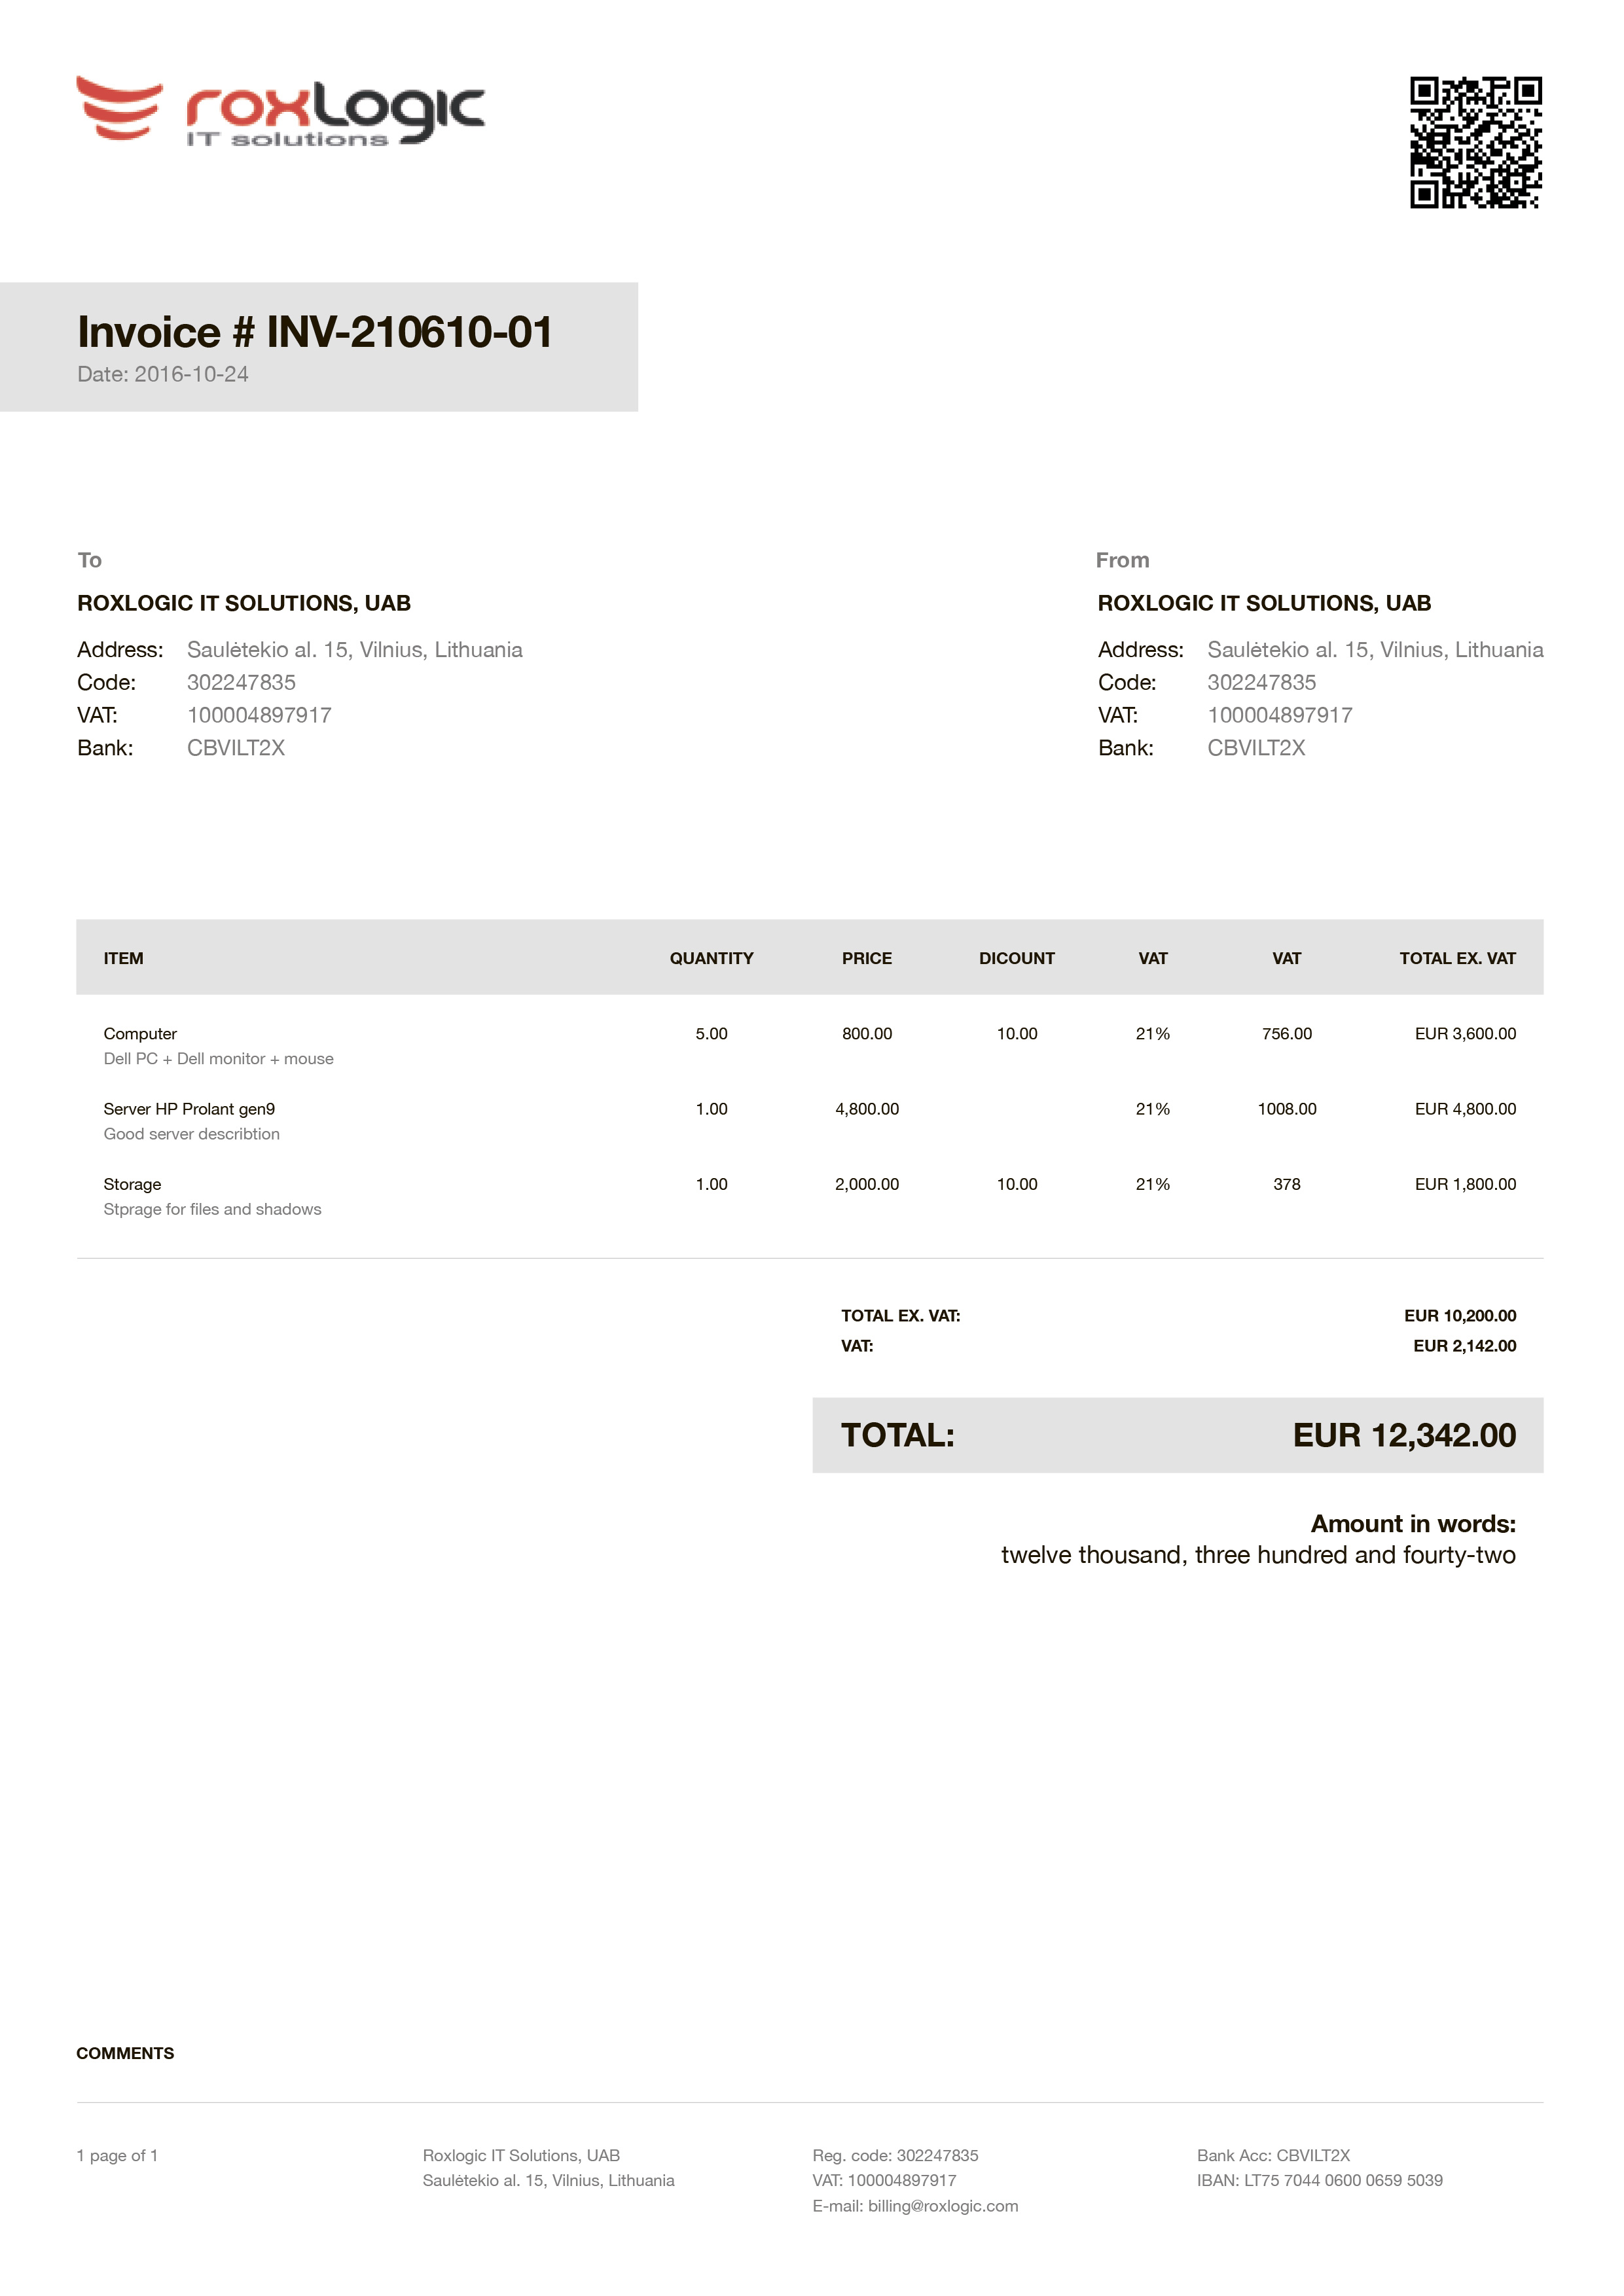 roxLogic
IT solutions
Invoice # INV-210610-01
Date: 2016-10-24
To
ROXLOGIC IT SOLUTIONS, UAB
Address: Saulėtekio al. 15, Vilnius, Lithuania
Code: 302247835
VAT: 100004897917
Bank: CBVILT2X
From
ROXLOGIC IT SOLUTIONS, UAB
Address: Saulėtekio al. 15, Vilnius, Lithuania
Code: 302247835
VAT: 100004897917
Bank: CBVILT2X
ITEM QUANTITY PRICE DICOUNT VAT VAT TOTAL EX. VAT
Computer 5.00 800.00 10.00 21% 756.00 EUR 3,600.00
Dell PC + Dell monitor + mouse
Server HP Prolant gen9 1.00 4,800.00 21% 1008.00 EUR 4,800.00
Good server describtion
Storage 1.00 2,000.00 10.00 21% 378 EUR 1,800.00
Stprage for files and shadows
TOTAL EX. VAT: EUR 10,200.00
VAT: EUR 2,142.00
TOTAL: EUR 12,342.00
Amount in words:
twelve thousand, three hundred and fourty-two
COMMENTS
1 page of 1
Roxlogic IT Solutions, UAB
Saulėtekio al. 15, Vilnius, Lithuania
Reg. code: 302247835
VAT: 100004897917
E-mail: billing@roxlogic.com
Bank Acc: CBVILT2X
IBAN: LT75 7044 0600 0659 5039